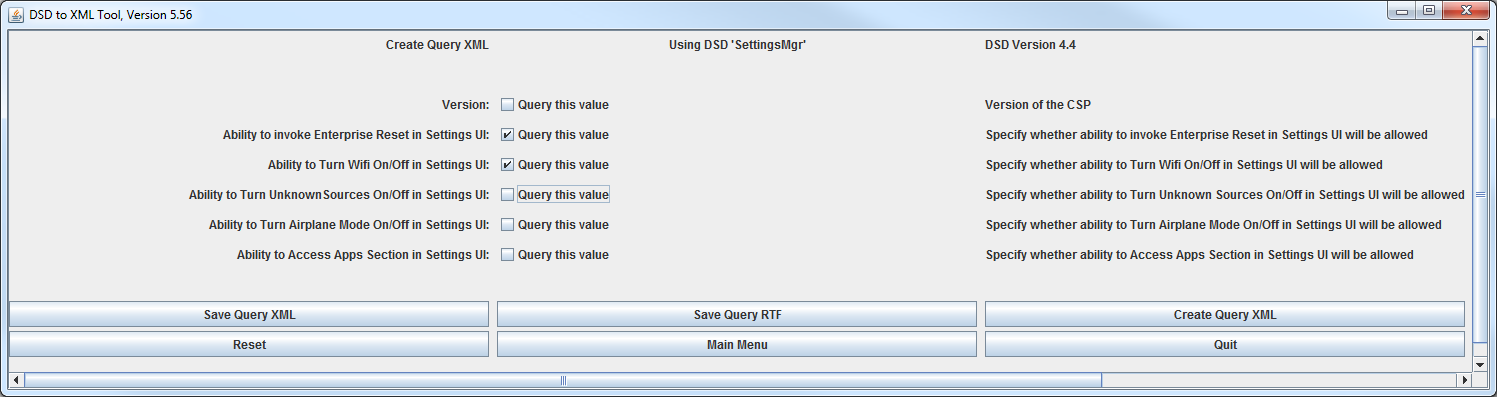 DSD to XML Tool, Version 5.56
Create Query XML Using DSD 'SettingsMgr' DSD Version 4.4
Version: Query this value Version of the CSP
Ability to invoke Enterprise Reset in Settings UI: Query this value Specify whether ability to invoke Enterprise Reset in Settings UI will be allowed
Ability to Turn Wifi On/Off in Settings UI: Query this value Specify whether ability to Turn Wifi On/Off in Settings UI will be allowed
Ability to Turn Unknown Sources On/Off in Settings UI: Query this value Specify whether ability to Turn Unknown Sources On/Off in Settings UI will be allowed
Ability to Turn Airplane Mode On/Off in Settings UI: Query this value Specify whether ability to Turn Airplane Mode On/Off in Settings UI will be allowed
Ability to Access Apps Section in Settings UI: Query this value Specify whether ability to Access Apps Section in Settings UI will be allowed
Save Query XML Save Query RTF Create Query XML
Reset Main Menu Quit